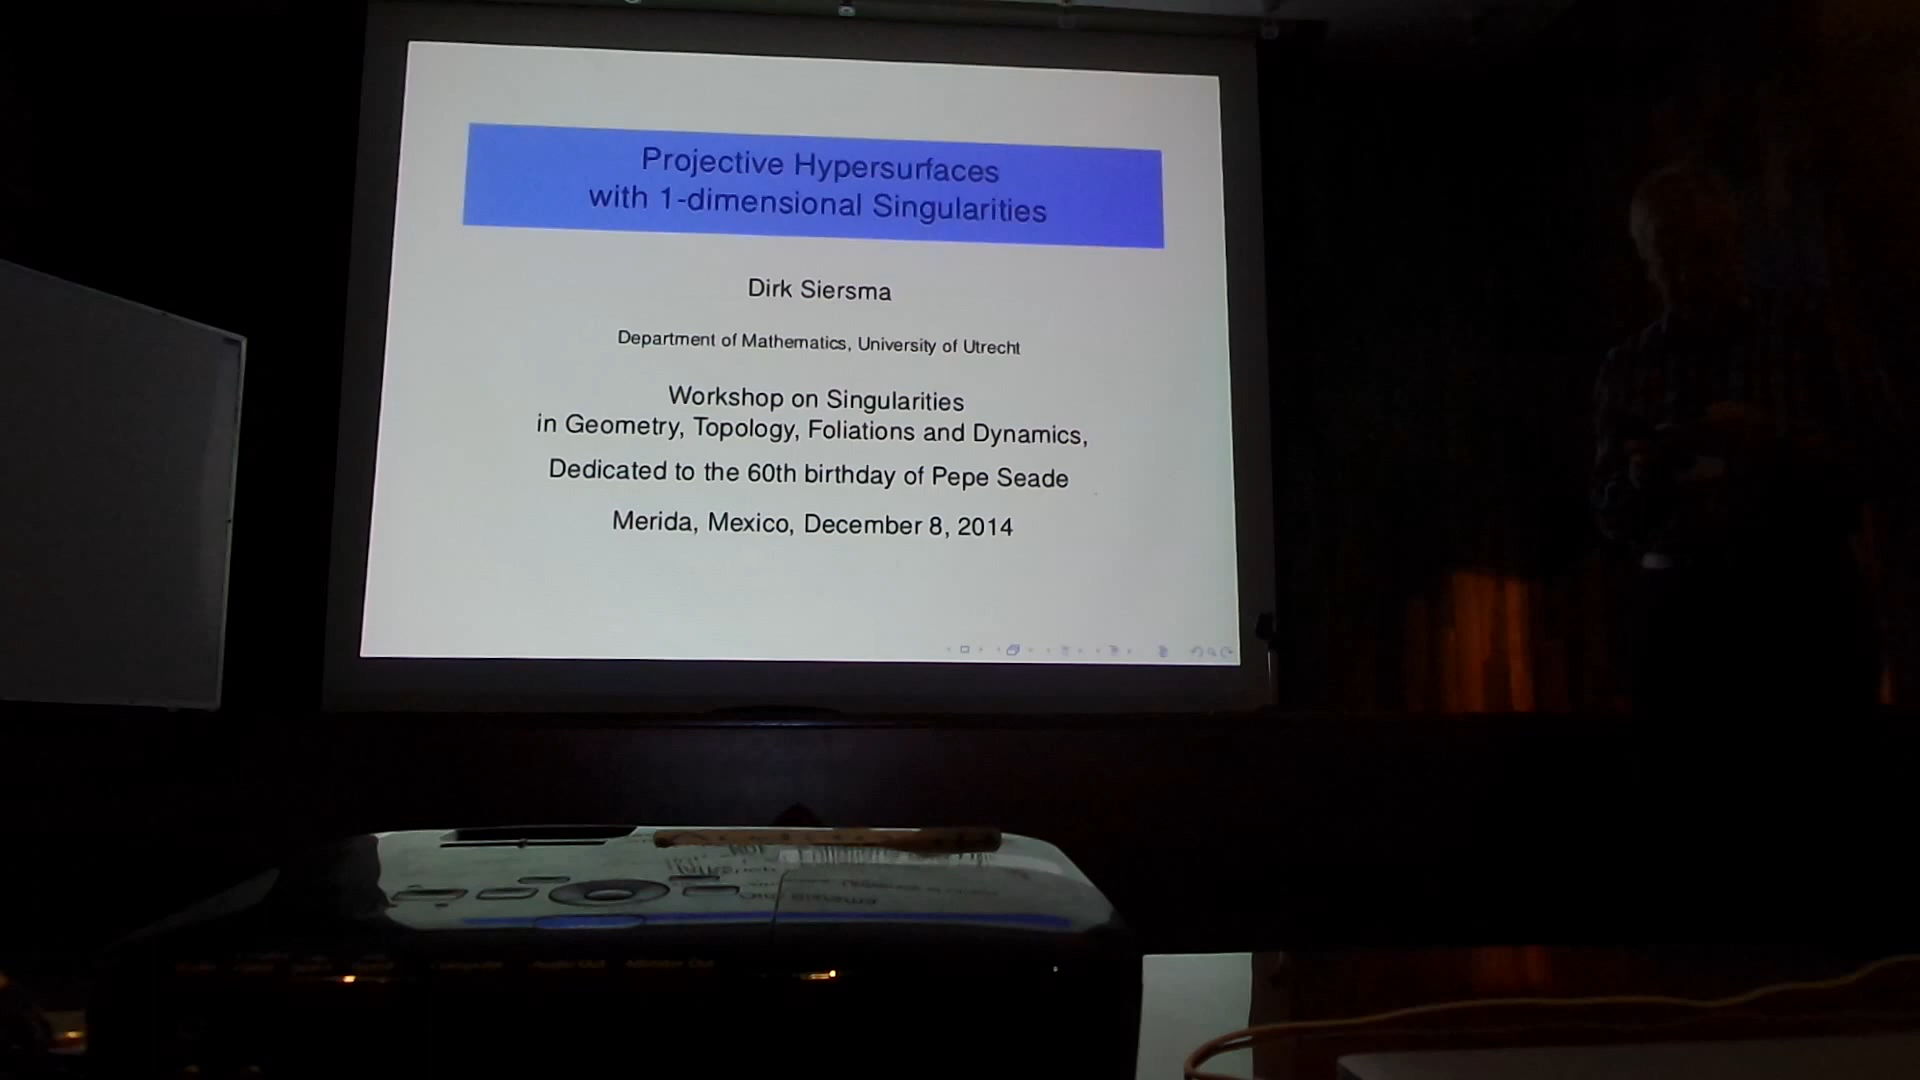 Projective Hypersurfaces
with 1-dimensional Singularities
Dirk Siersma
Department of Mathematics, University of Utrecht
Workshop on Singularities
in Geometry, Topology, Foliations and Dynamics,
Dedicated to the 60th birthday of Pepe Seade
Merida, Mexico, December 8, 2014